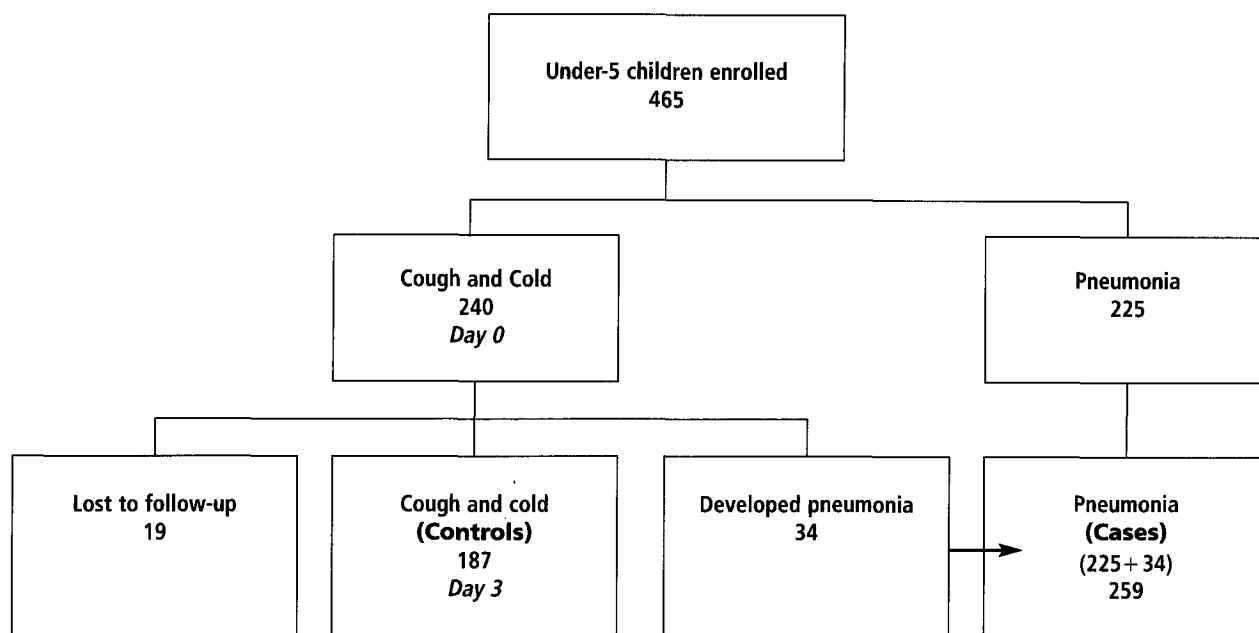 Under-5 children enrolled
465
Cough and Cold
240
Day 0
Pneumonia
225
Lost to follow-up
19
Cough and cold
(Controls)
187
Day 3
Developed pneumonia
34
Pneumonia
(Cases)
(225+34)
259